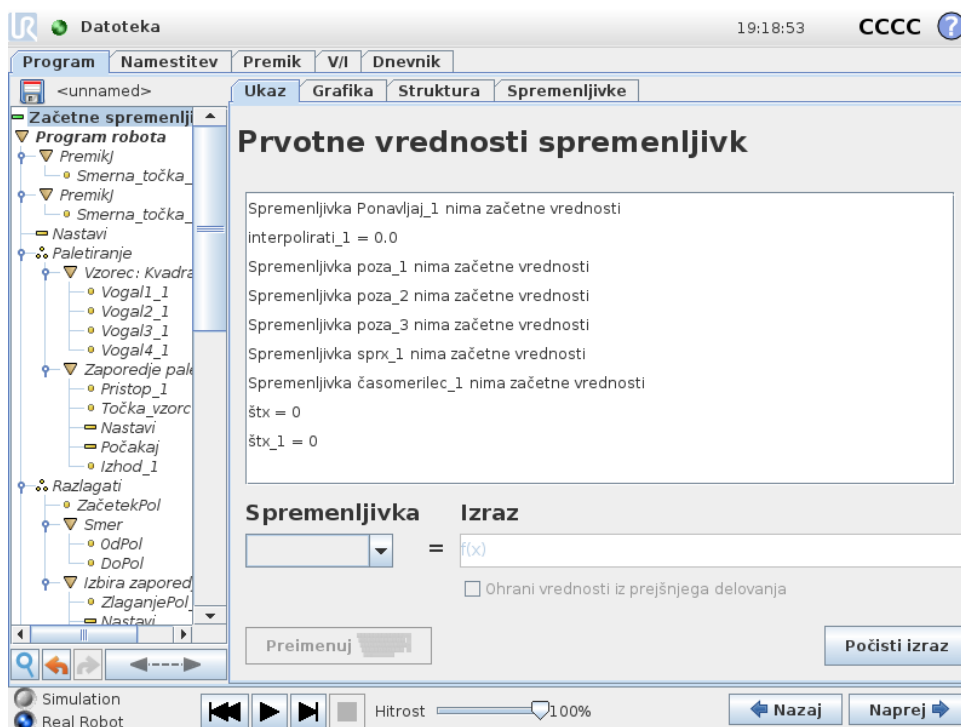 UR Datoteka 19:18:53 CCCC ?
Program Namestitev Premik V/I Dnevnik
<unnamed>
Ukaz Grafika Struktura Spremenljivke
Začetne spremenlji
Program robota
PremikJ
Smerna_točka_
PremikJ
Smerna_točka_
Nastavi
Paletiranje
Vzorec: Kvadra
Vogal1_1
Vogal2_1
Vogal3_1
Vogal4_1
Zaporedje pale
Pristop_1
Točka_vzorc
Nastavi
Počakaj
Izhod_1
Razlagati
ZačetekPol
Smer
OdPol
DoPol
Izbira zapored
ZlaganjePol_
Nastavi
Prvotne vrednosti spremenljivk
Spremenljivka Ponavljaj_1 nima začetne vrednosti
interpolirati_1 = 0.0
Spremenljivka poza_1 nima začetne vrednosti
Spremenljivka poza_2 nima začetne vrednosti
Spremenljivka poza_3 nima začetne vrednosti
Spremenljivka sprx_1 nima začetne vrednosti
Spremenljivka časomerilec_1 nima začetne vrednosti
štx = 0
štx_1 = 0
Spremenljivka Izraz
= f(x)
Ohrani vrednosti iz prejšnjega delovanja
Preimenuj
Počisti izraz
Simulation
Real Robot
Hitrost 100%
Nazaj Naprej